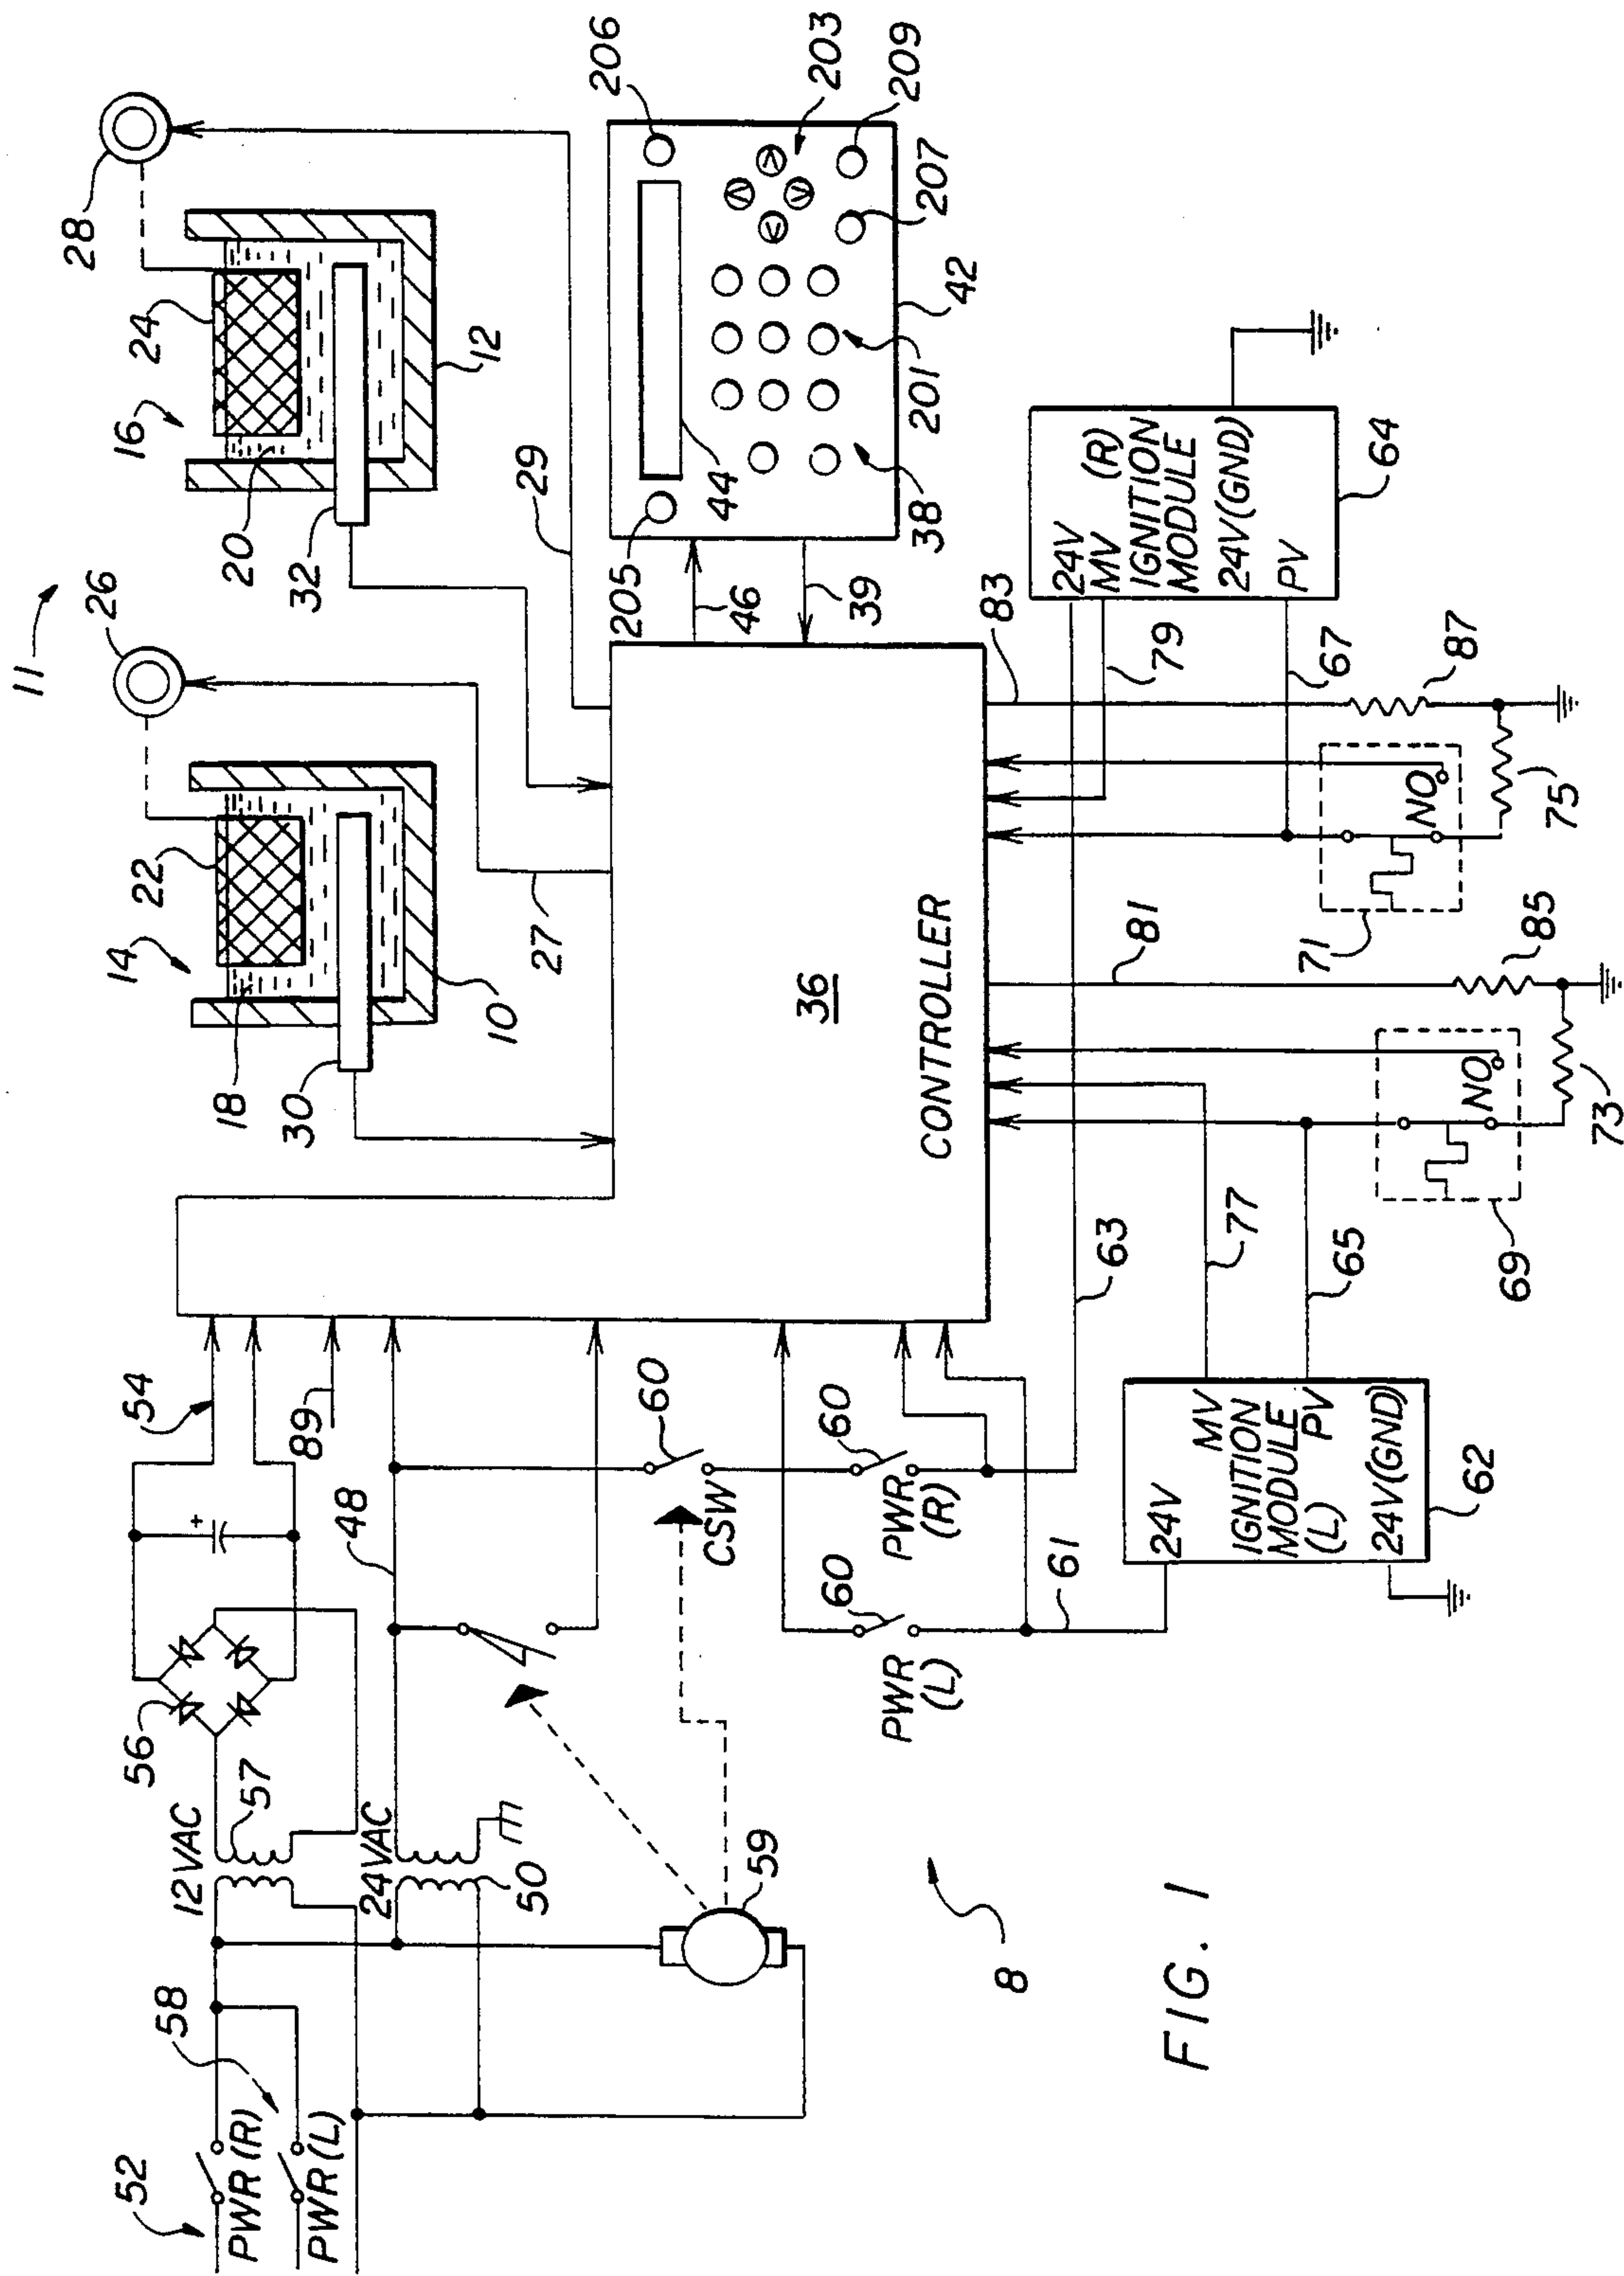 11
28
24
16
20
32
12
26
22
14
18
30
10
29
27
206
203
209
207
42
201
38
44
205
46
39
36
CONTROLLER
54
89
48
60
CSW
60
PWR
(R)
60
PWR
(L)
61
63
56
57
12VAC
24VAC
50
59
52
58
PWR (R)
PWR (L)
24V
MV
IGNITION
MODULE
(L)
PV
24V(GND)
62
77
65
69
NO
73
85
81
24V
MV (R)
IGNITION
MODULE
24V(GND)
PV
64
79
83
67
87
71
NO
75
8
FIG. 1